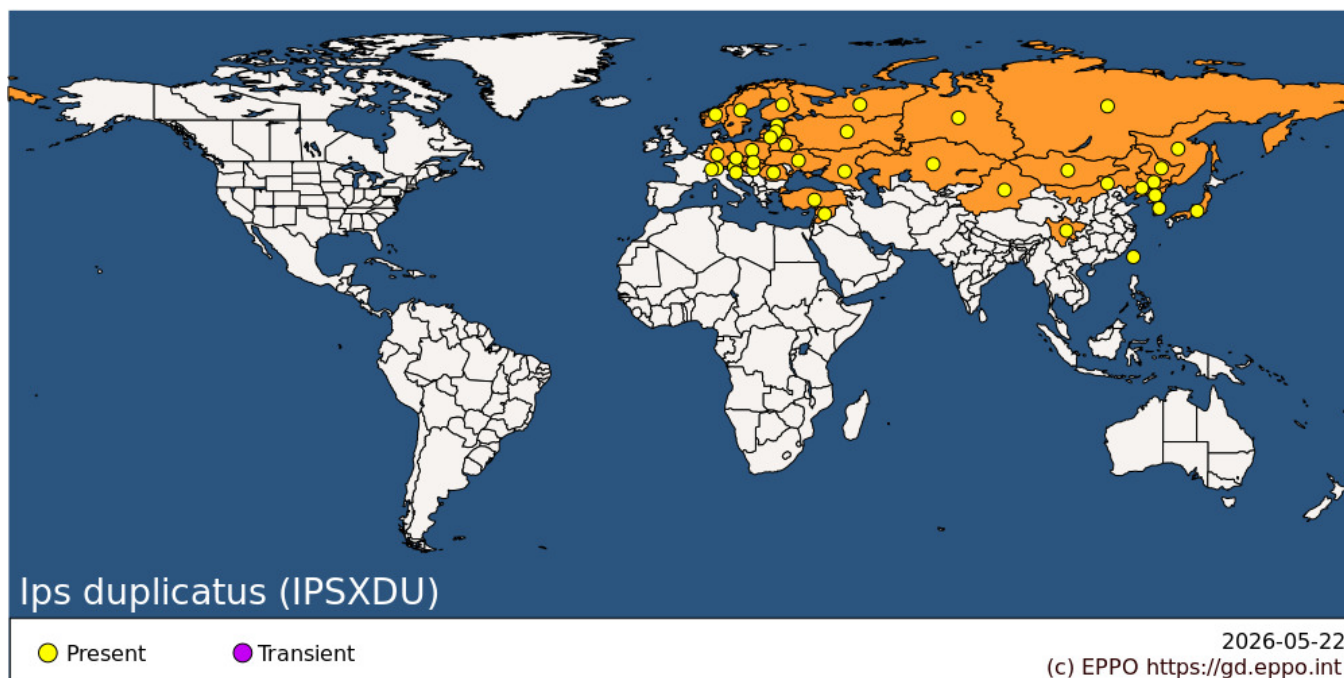 Ips duplicatus (IPSXDU)
Present
Transient
2026-05-22
(c) EPPO https://gd.eppo.int